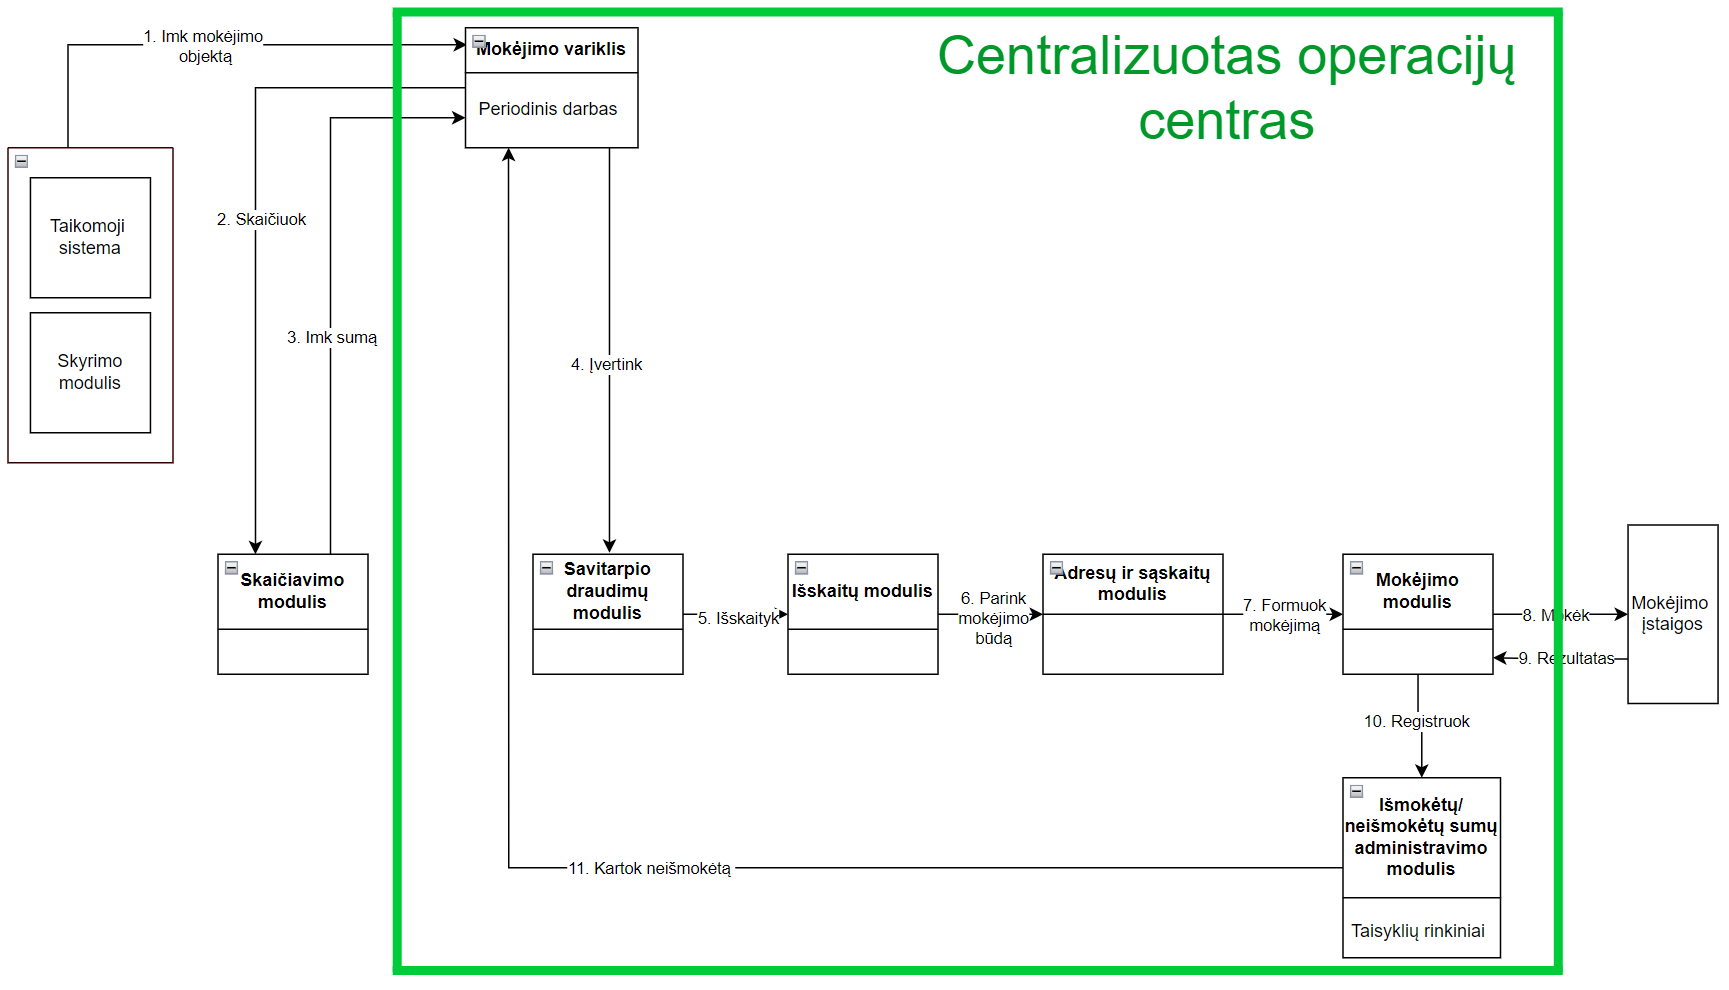 Centralizuotas operacijų
centras
1. Imk mokėjimo
objektą
Mokėjimo variklis
Periodinis darbas
Taikomoji
sistema
Skyrimo
modulis
2. Skaičiuok
3. Imk sumą
4. Įvertink
Skaičiavimo
modulis
Savitarpio
draudimų
modulis
5. Išskaityk
Išskaitų modulis
6. Parink
mokėjimo
būdą
Adresų ir sąskaitų
modulis
7. Formuok
mokėjimą
Mokėjimo
modulis
8. Mokėk
9. Rezultatas
Mokėjimo
įstaigos
10. Registruok
Išmokėtų/
neišmokėtų sumų
administravimo
modulis
Taisyklių rinkiniai
11. Kartok neišmokėtą